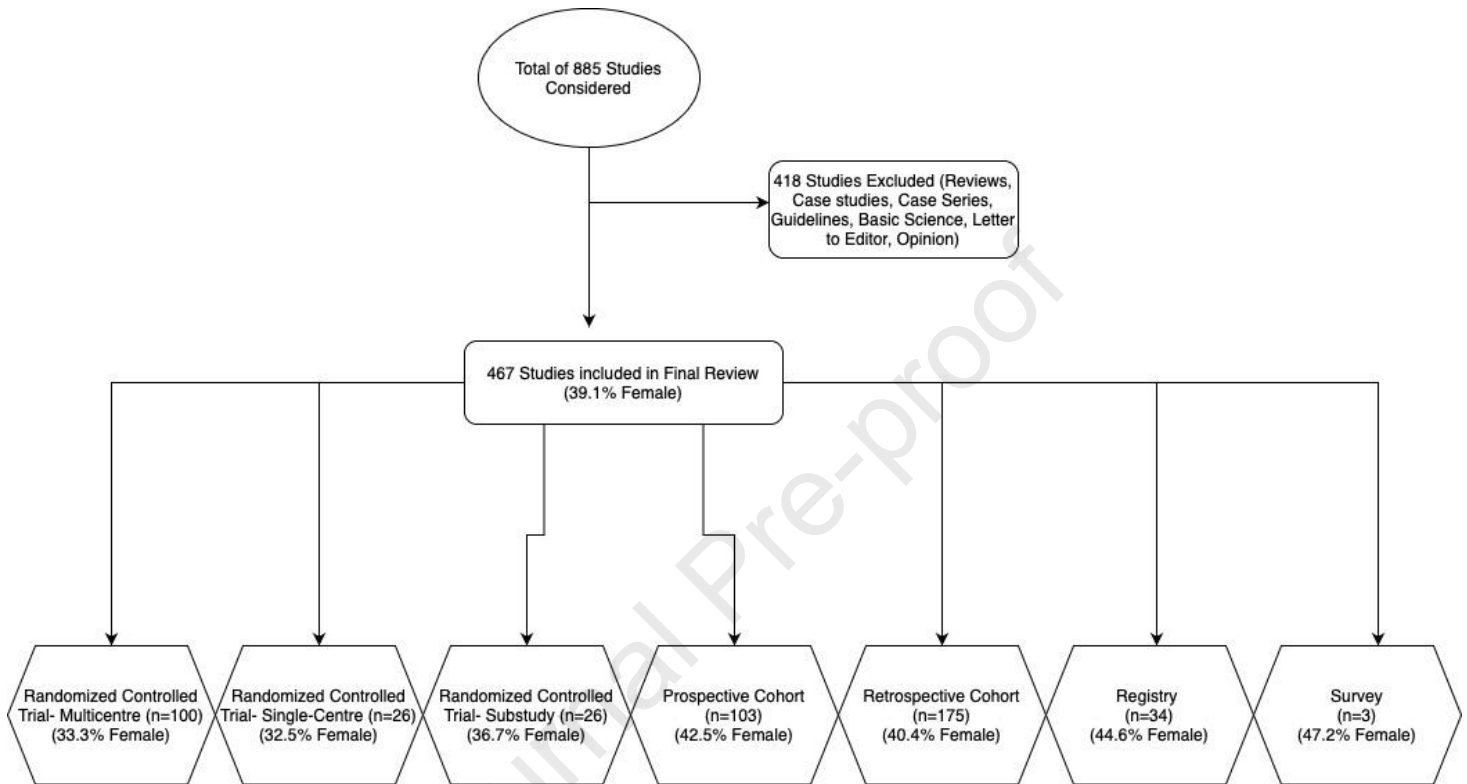 Total of 885 Studies
Considered
418 Studies Excluded (Reviews,
Case studies, Case Series,
Guidelines, Basic Science, Letter
to Editor, Opinion)
467 Studies included in Final Review
(39.1% Female)
Randomized Controlled
Trial- Multicentre (n=100)
(33.3% Female)
Randomized Controlled
Trial- Single-Centre (n=26)
(32.5% Female)
Randomized Controlled
Trial- Substudy (n=26)
(36.7% Female)
Prospective Cohort
(n=103)
(42.5% Female)
Retrospective Cohort
(n=175)
(40.4% Female)
Registry
(n=34)
(44.6% Female)
Survey
(n=3)
(47.2% Female)
rnal Pre-proof